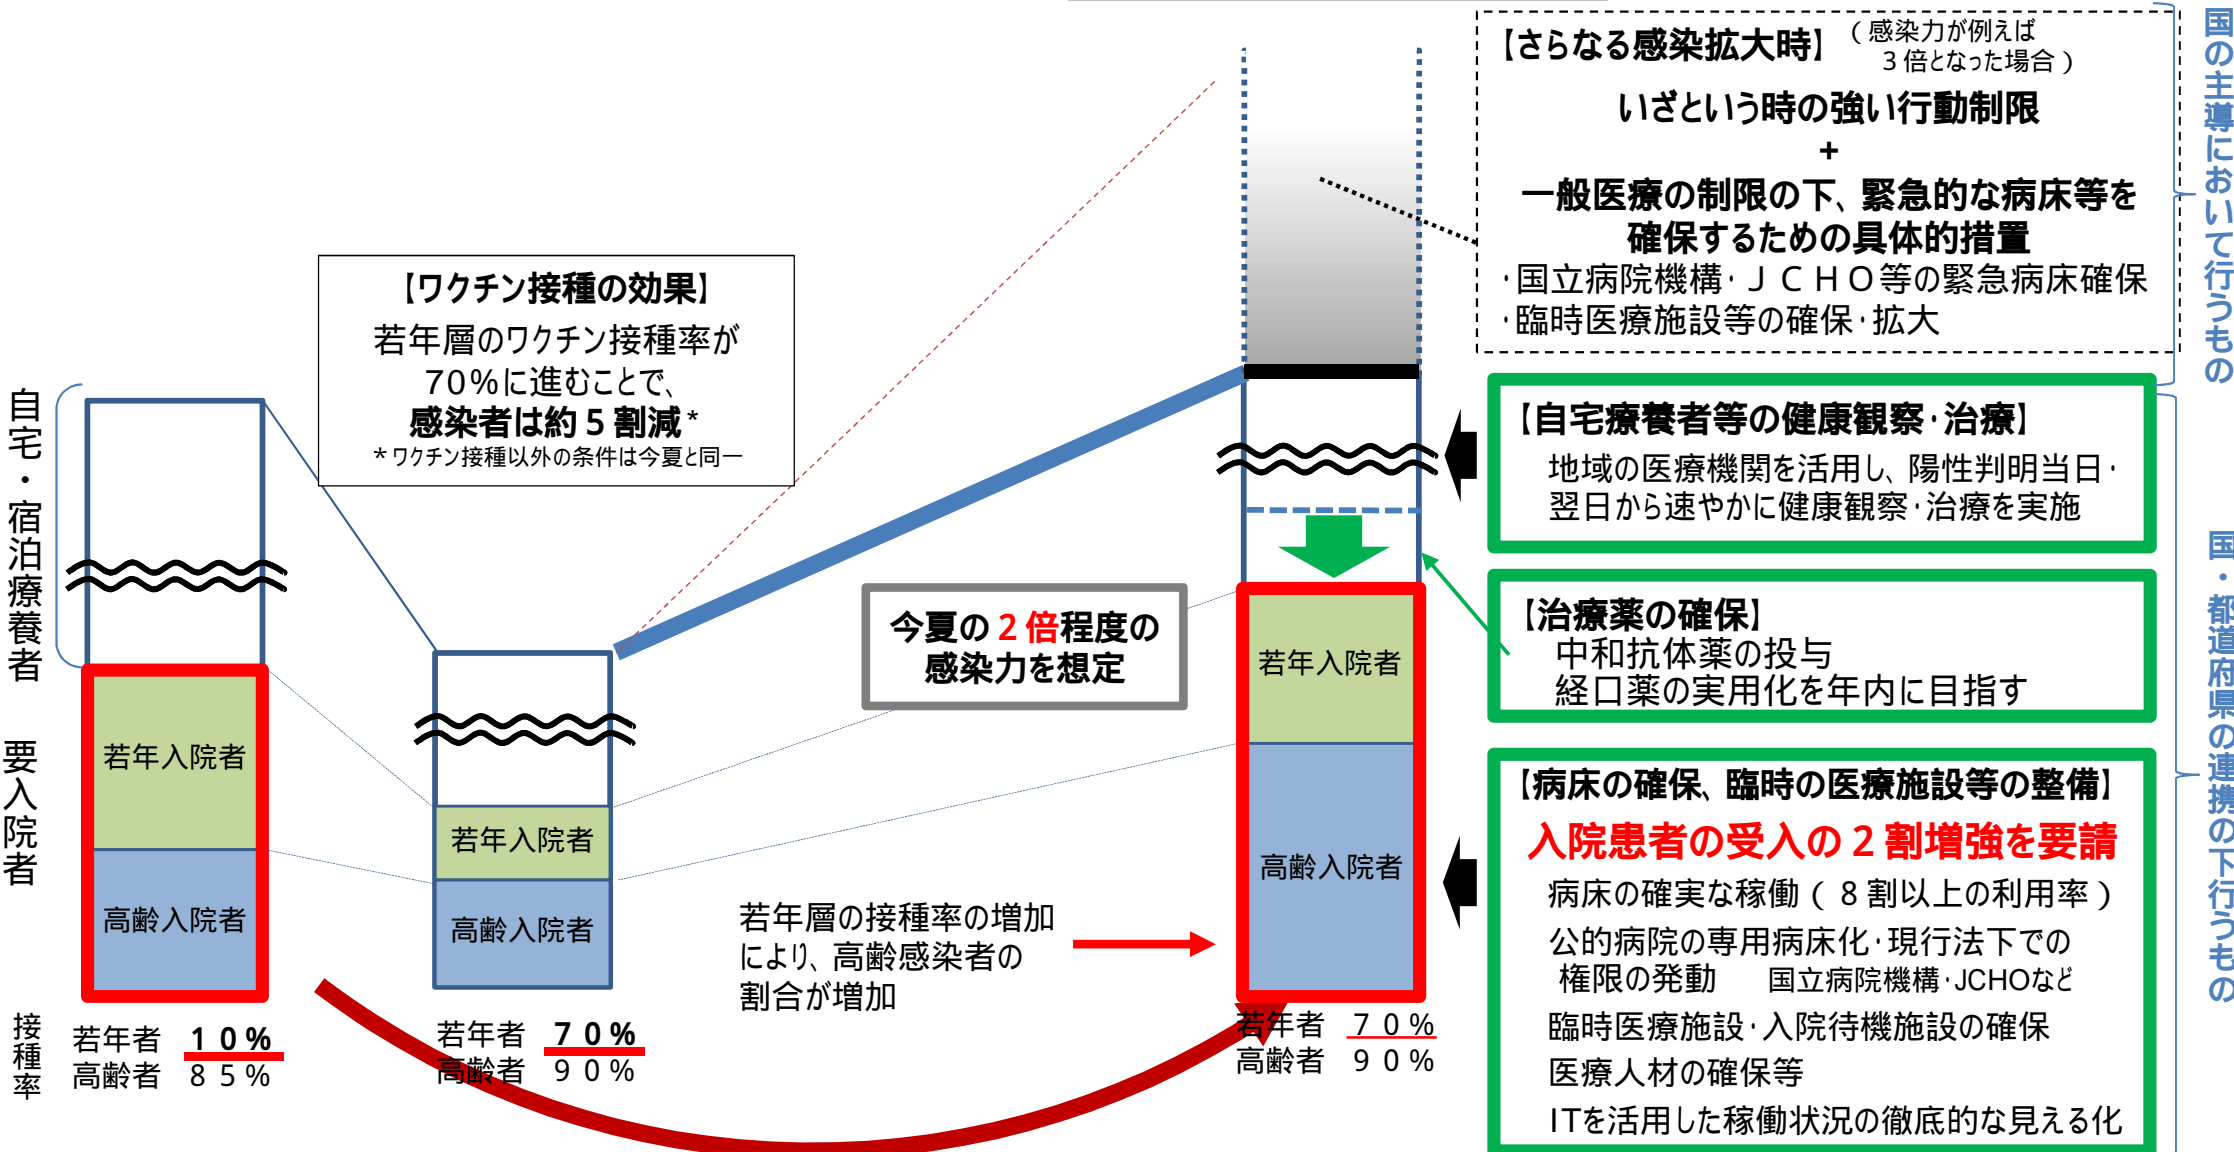 【さらなる感染拡大時】
（感染力が例えば
３倍となった場合）
いざという時の強い行動制限
+
一般医療の制限の下、緊急的な病床等を
確保するための具体的措置
・国立病院機構・ＪＣＨＯ等の緊急病床確保
・臨時医療施設等の確保・拡大
国の主導において行うもの
【ワクチン接種の効果】
若年層のワクチン接種率が
70%に進むことで、
感染者は約５割減*
*ワクチン接種以外の条件は今夏と同一
自宅・宿泊療養者
要入院者
若年入院者
高齢入院者
若年入院者
高齢入院者
今夏の２倍程度の
感染力を想定
若年入院者
高齢入院者
若年層の接種率の増加
により、高齢感染者の
割合が増加
接種率
若年者 １０%
高齢者 ８５%
若年者 ７０%
高齢者 ９０%
若年者 ７０%
高齢者 ９０%
【自宅療養者等の健康観察・治療】
地域の医療機関を活用し、陽性判明当日・
翌日から速やかに健康観察・治療を実施
【治療薬の確保】
中和抗体薬の投与
経口薬の実用化を年内に目指す
【病床の確保、臨時の医療施設等の整備】
入院患者の受入の２割増強を要請
病床の確実な稼働（８割以上の利用率）
公的病院の専用病床化・現行法下での
権限の発動 国立病院機構・JCHOなど
臨時医療施設・入院待機施設の確保
医療人材の確保等
ITを活用した稼働状況の徹底的な見える化
国・都道府県の連携の下行うもの